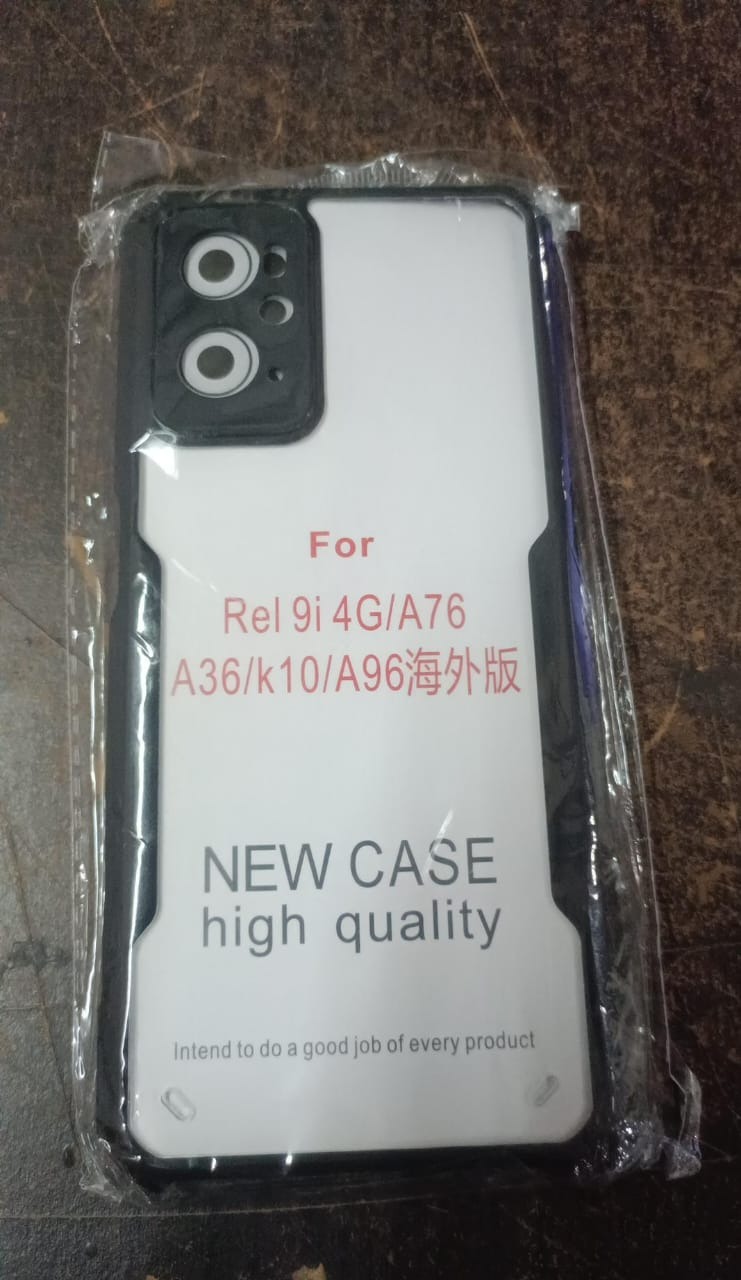 For
Rel 9i 4G/A76
A36/k10/A96海外版
NEW CASE
high quality
Intend to do a good job of every product